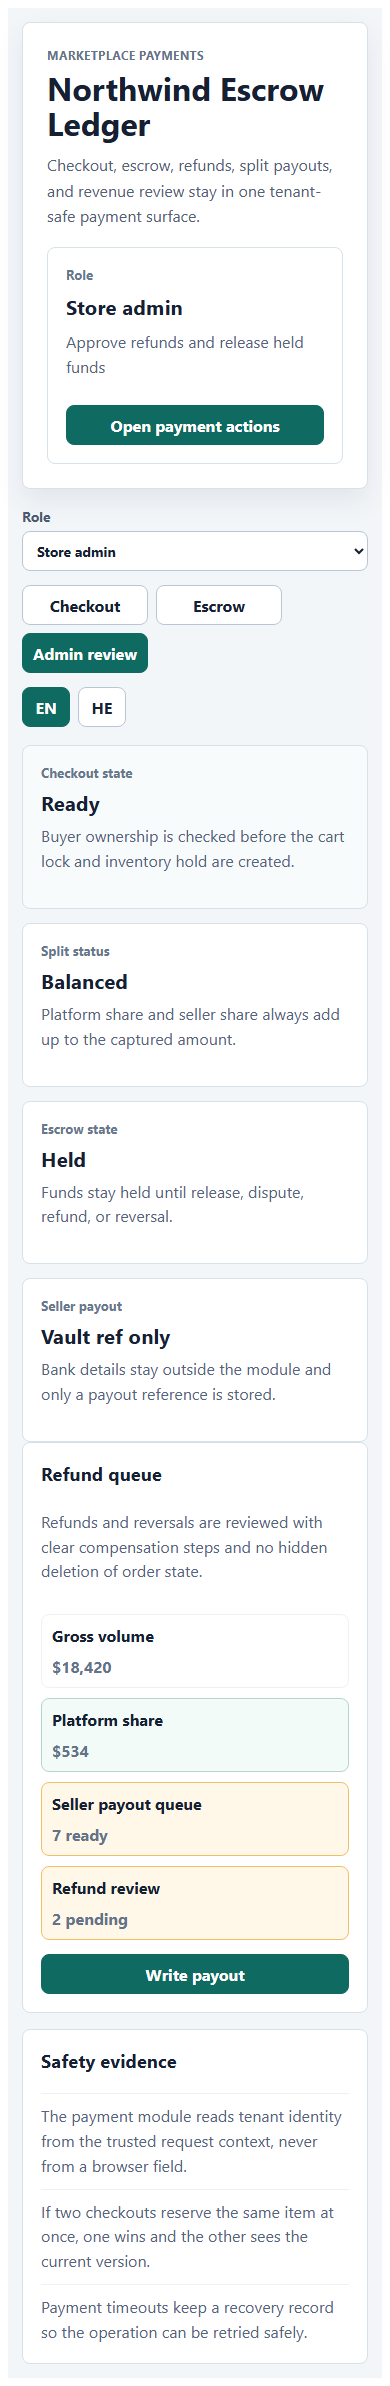 MARKETPLACE PAYMENTS
Northwind Escrow
Ledger
Checkout, escrow, refunds, split payouts,
and revenue review stay in one tenant-
safe payment surface.
Role
Store admin
Approve refunds and release held
funds
Open payment actions
Role
Store admin
Checkout
Escrow
Admin review
EN
HE
Checkout state
Ready
Buyer ownership is checked before the cart
lock and inventory hold are created.
Split status
Balanced
Platform share and seller share always add
up to the captured amount.
Escrow state
Held
Funds stay held until release, dispute,
refund, or reversal.
Seller payout
Vault ref only
Bank details stay outside the module and
only a payout reference is stored.
Refund queue
Refunds and reversals are reviewed with
clear compensation steps and no hidden
deletion of order state.
Gross volume
$18,420
Platform share
$534
Seller payout queue
7 ready
Refund review
2 pending
Write payout
Safety evidence
The payment module reads tenant identity
from the trusted request context, never
from a browser field.
If two checkouts reserve the same item at
once, one wins and the other sees the
current version.
Payment timeouts keep a recovery record
so the operation can be retried safely.